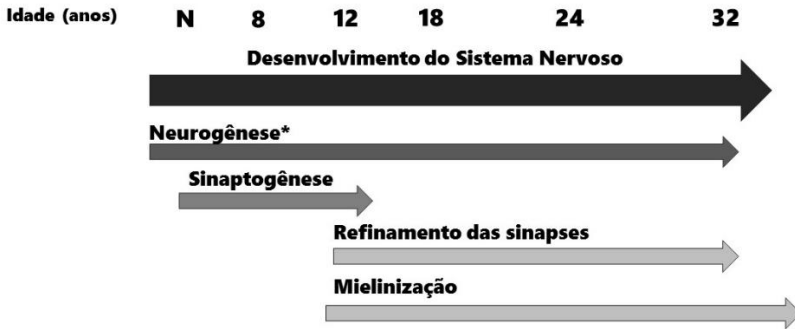 Idade (anos) N 8 12 18 24 32
Desenvolvimento do Sistema Nervoso
Neurogênese*
Sinaptogênese
Refinamento das sinapses
Mielinização